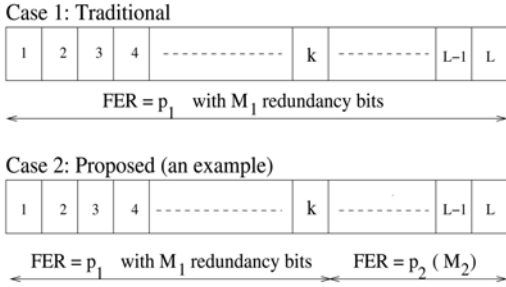 Case 1: Traditional
1 2 3 4 k L-1 L
FER = p1 with M1 redundancy bits
Case 2: Proposed (an example)
1 2 3 4 k L-1 L
FER = p1 with M1 redundancy bits FER = p2 ( M2 )